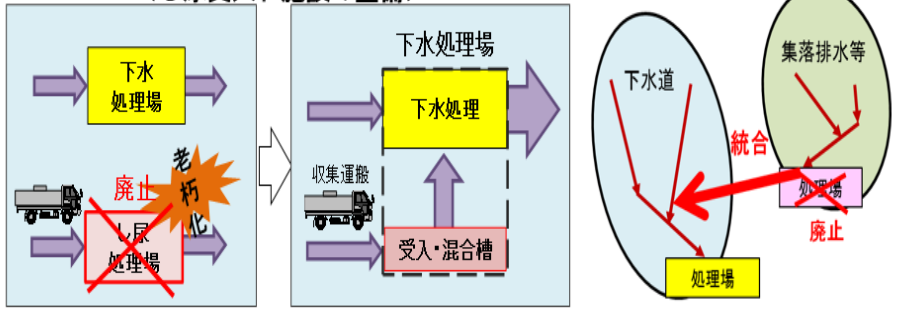 下水
処理場
廃止
老朽化
し尿
処理場
下水処理場
下水処理
収集運搬
受入・混合槽
下水道
集落排水等
統合
処理場
廃止
処理場